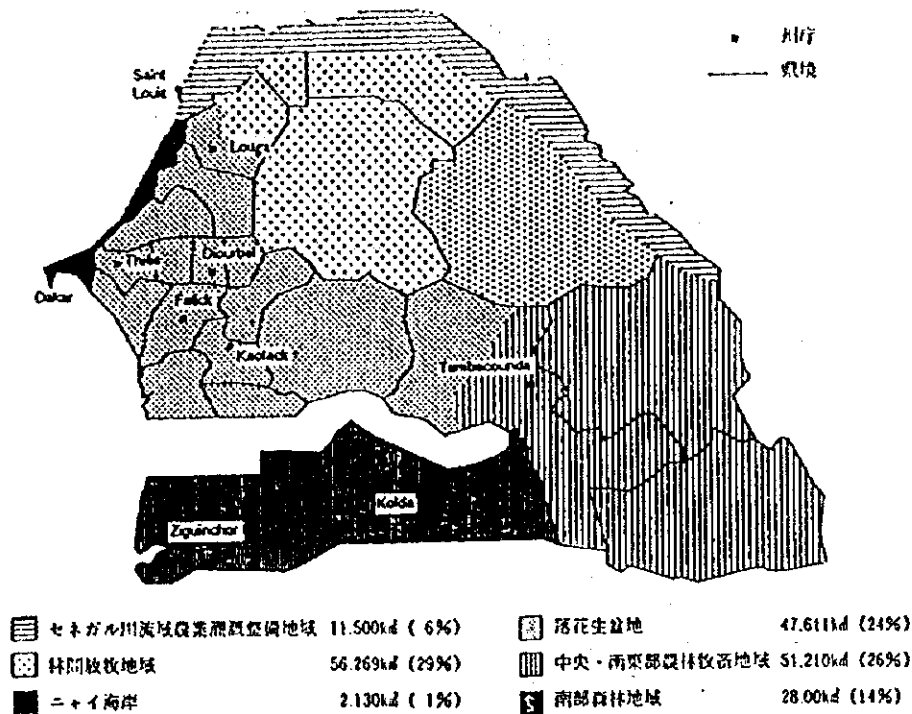 州庁
県境
Saint
Louis
Louga
Thies
Diourbel
Dakar
Fatick
Kaolack
Tambacounda
Kolda
Ziguinchor
セネガル川流域農業灌漑整備地域 11.500k㎡ ( 6%)
林間放牧地域 56.269k㎡ (29%)
ニャイ海岸 2.130k㎡ ( 1%)
落花生盆地 47.611k㎡ (24%)
中央・南東部農林牧畜地域 51.210k㎡ (26%)
南部森林地域 28.00k㎡ (14%)